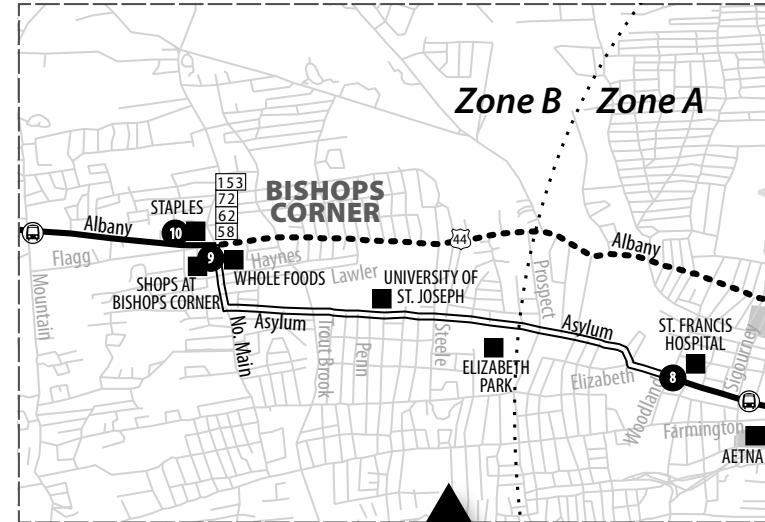 Zone B
Zone A
153
72
62
58
BISHOPS
CORNER
STAPLES
10
Albany
44
Albany
Flagg
9
Haynes
WHOLE FOODS
Lawler
SHOPS AT
BISHOPS CORNER
UNIVERSITY OF
ST. JOSEPH
Prospect
Mountain
No. Main
Asylum
Trout Brook
Penn
Steele
Asylum
ST. FRANCIS
HOSPITAL
Sigourney
ELIZABETH
PARK
Elizabeth
Woodland
8
Farmington
AETNA